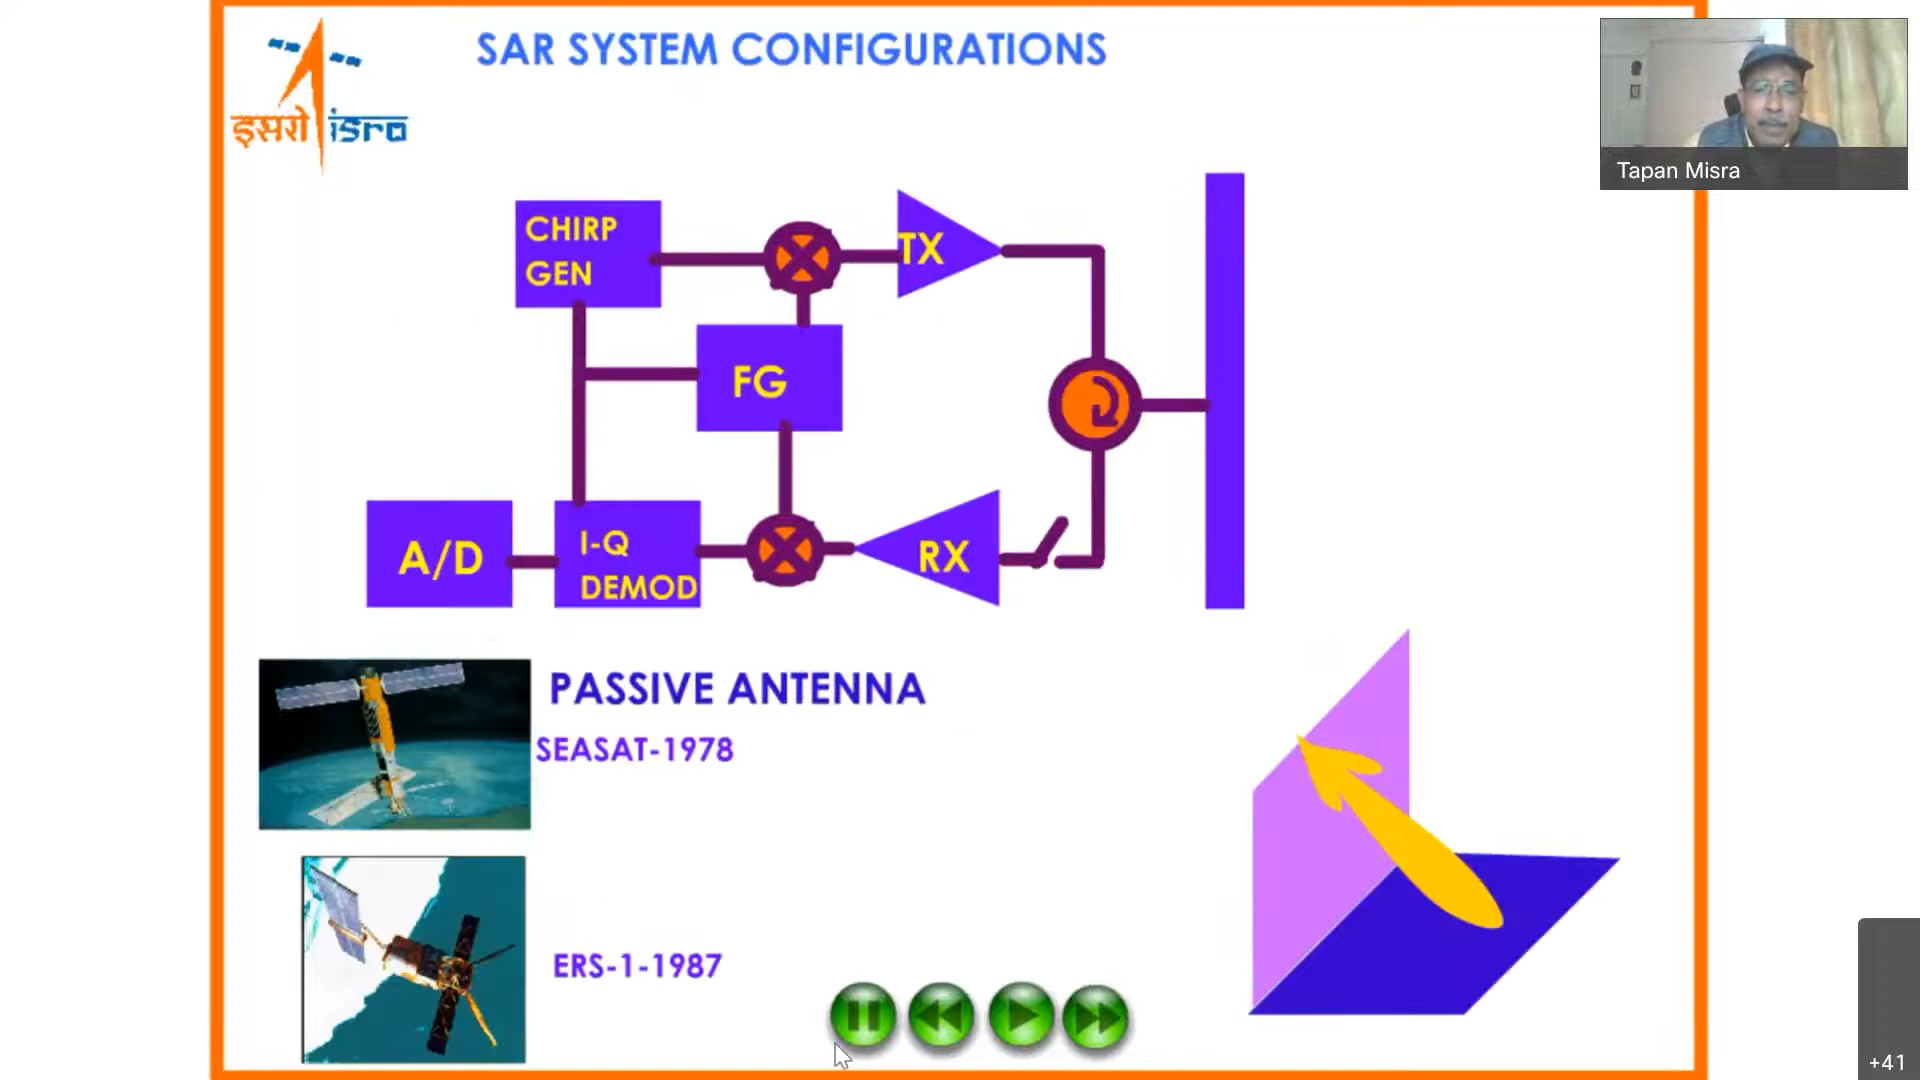 SAR SYSTEM CONFIGURATIONS
इसरो isro
Tapan Misra
CHIRP
GEN
TX
FG
A/D
I-Q
DEMOD
RX
PASSIVE ANTENNA
SEASAT-1978
ERS-1-1987
+41